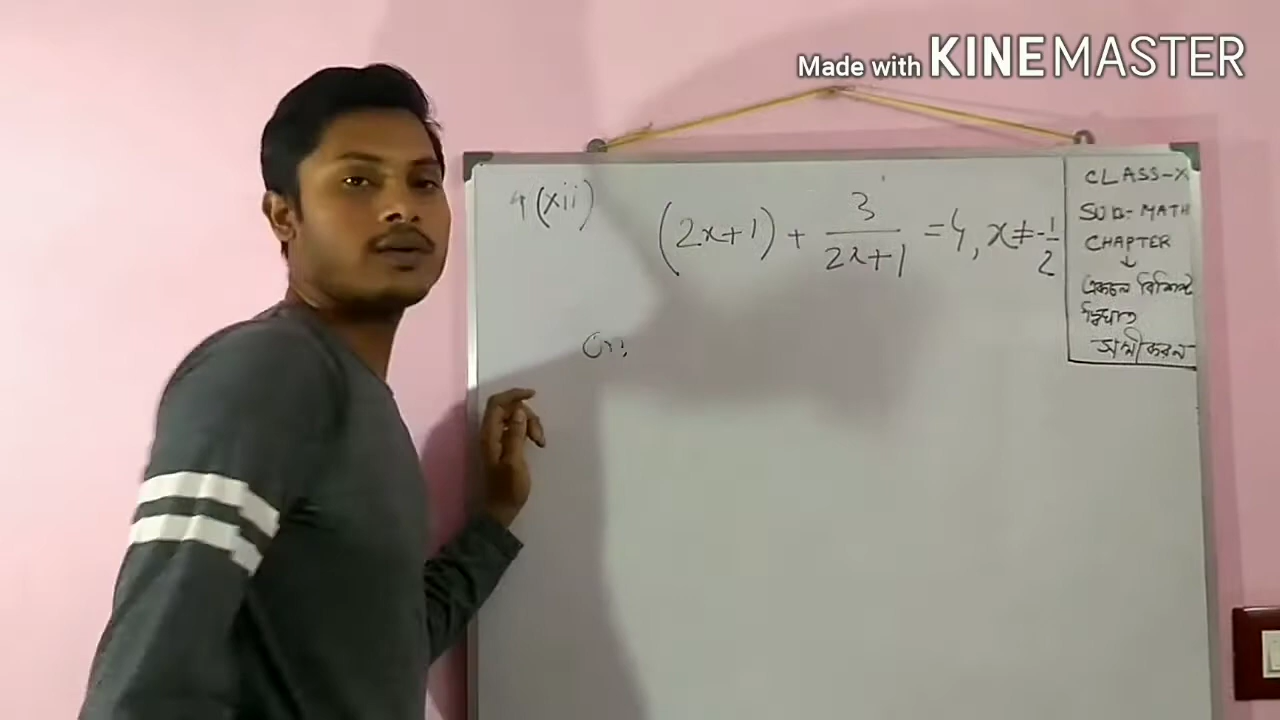 Made with KINEMASTER
4 (xii)
(2x+1) + 3/(2x+1) = 4, x ≠ -1/2
CLASS-X
SUB-MATH
CHAPTER
↓
একচল বিশিষ্ট
দ্বিঘাত
সমীকরণ